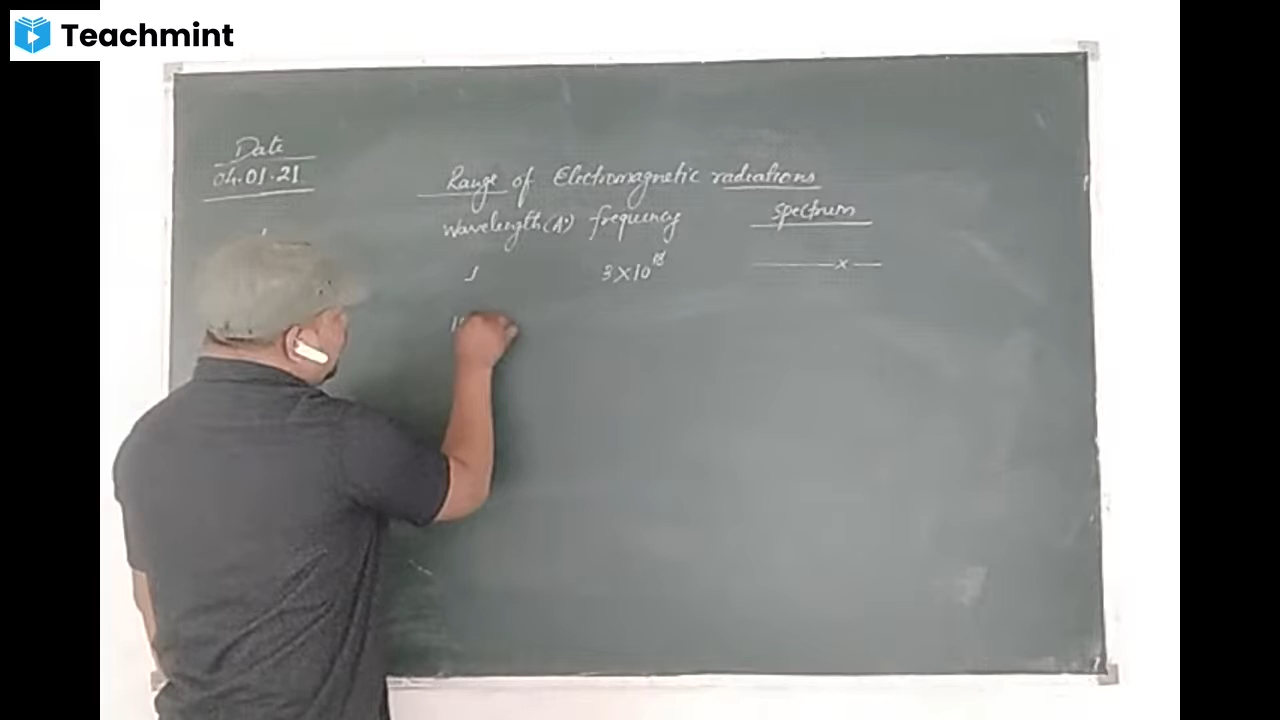 Teachmint
Date
04.01.21
Range of Electromagnetic radiations
Wavelength (A°) frequency
spectrum
1 3×10¹⁸ ————x——